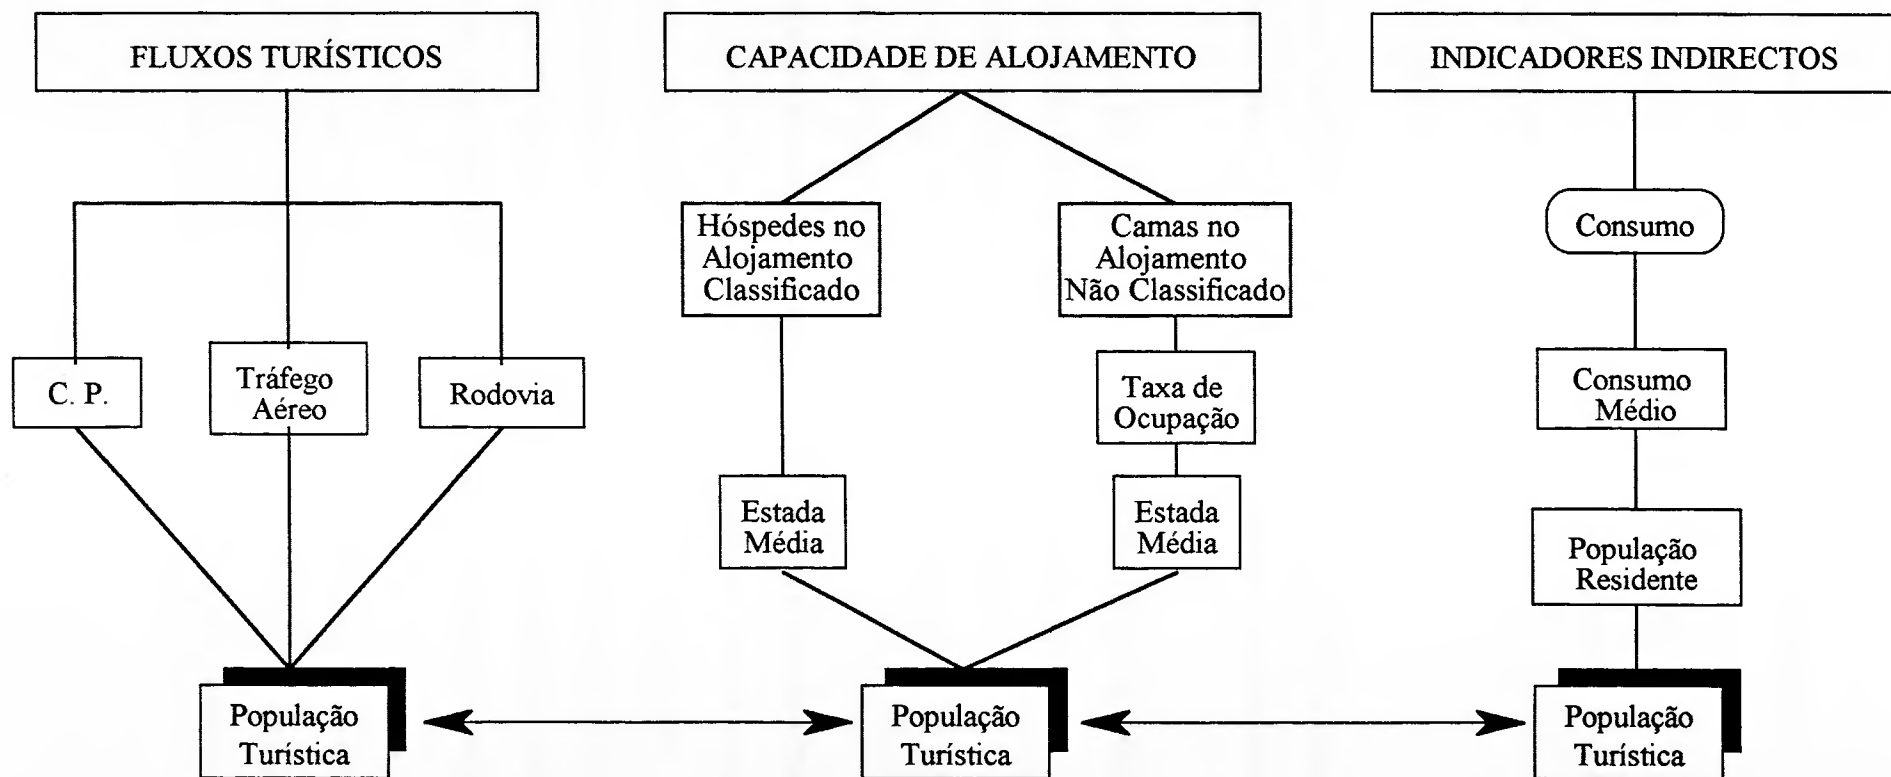 FLUXOS TURÍSTICOS
CAPACIDADE DE ALOJAMENTO
INDICADORES INDIRECTOS
Hóspedes no
Alojamento
Classificado
Camas no
Alojamento
Não Classificado
Consumo
C. P.
Tráfego
Aéreo
Rodovia
Taxa de
Ocupação
Consumo
Médio
Estada
Média
Estada
Média
População
Residente
População
Turística
População
Turística
População
Turística